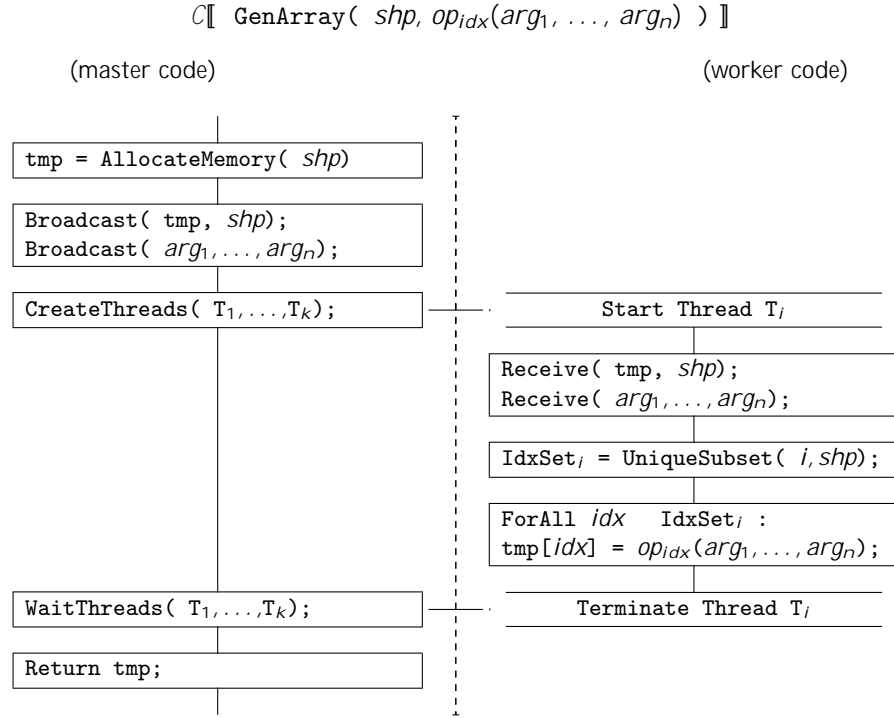 C⟦ GenArray( shp, op_idx(arg_1, ..., arg_n) ) ⟧
(master code)
(worker code)
tmp = AllocateMemory( shp)
Broadcast( tmp, shp);
Broadcast( arg_1,...,arg_n);
CreateThreads( T_1,...,T_k);
Start Thread T_i
Receive( tmp, shp);
Receive( arg_1,...,arg_n);
IdxSet_i = UniqueSubset( i,shp);
ForAll idx IdxSet_i :
tmp[idx] = op_idx(arg_1,...,arg_n);
WaitThreads( T_1,...,T_k);
Terminate Thread T_i
Return tmp;